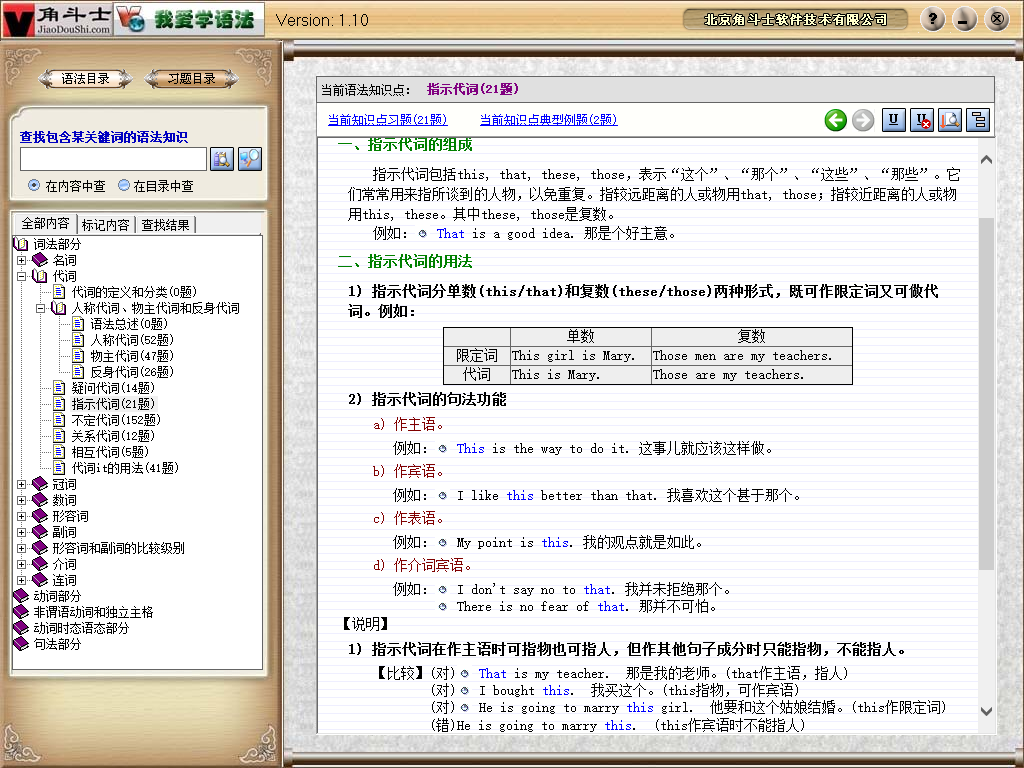 角斗士
JiaoDouShi.com
我爱学语法
Version: 1.10
北京角斗士软件技术有限公司
语法目录
习题目录
查找包含某关键词的语法知识
在内容中查
在目录中查
全部内容
标记内容
查找结果
词法部分
名词
代词
代词的定义和分类(0题)
人称代词、物主代词和反身代词
语法总述(0题)
人称代词(52题)
物主代词(47题)
反身代词(26题)
疑问代词(14题)
指示代词(21题)
不定代词(152题)
关系代词(12题)
相互代词(5题)
代词it的用法(41题)
冠词
数词
形容词
副词
形容词和副词的比较级别
介词
连词
动词部分
非谓语动词和独立主格
动词时态语态部分
句法部分
当前语法知识点: 指示代词(21题)
当前知识点习题(21题)
当前知识点典型例题(2题)
一、指示代词的组成
指示代词包括this, that, these, those，表示“这个”、“那个”、“这些”、“那些”。它
们常常用来指所谈到的人物，以免重复。指较远距离的人或物用that, those；指较近距离的人或物
用this, these。其中these, those是复数。
例如: That is a good idea. 那是个好主意。
二、指示代词的用法
1) 指示代词分单数(this/that)和复数(these/those)两种形式，既可作限定词又可做代
词。例如:
单数 复数
限定词 This girl is Mary. Those men are my teachers.
代词 This is Mary. Those are my teachers.
2) 指示代词的句法功能
a) 作主语。
例如: This is the way to do it. 这事儿就应该这样做。
b) 作宾语。
例如: I like this better than that. 我喜欢这个甚于那个。
c) 作表语。
例如: My point is this. 我的观点就是如此。
d) 作介词宾语。
例如: I don't say no to that. 我并未拒绝那个。
There is no fear of that. 那并不可怕。
【说明】
1) 指示代词在作主语时可指物也可指人，但作其他句子成分时只能指物，不能指人。
【比较】(对) That is my teacher. 那是我的老师。(that作主语，指人)
(对) I bought this. 我买这个。(this指物，可作宾语)
(对) He is going to marry this girl. 他要和这个姑娘结婚。(this作限定词)
(错)He is going to marry this. (this作宾语时不能指人)